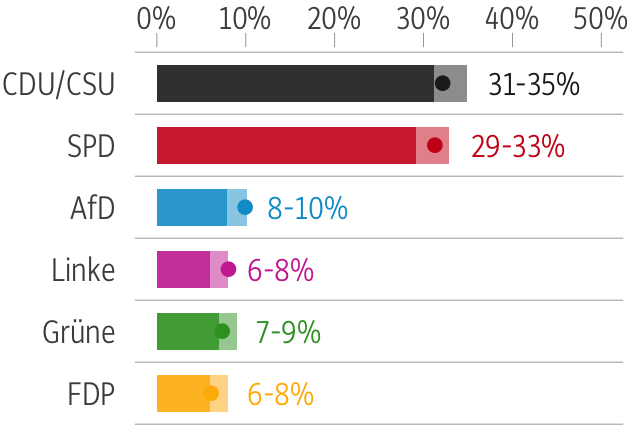 0% 10% 20% 30% 40% 50%
CDU/CSU 31-35%
SPD 29-33%
AfD 8-10%
Linke 6-8%
Grüne 7-9%
FDP 6-8%